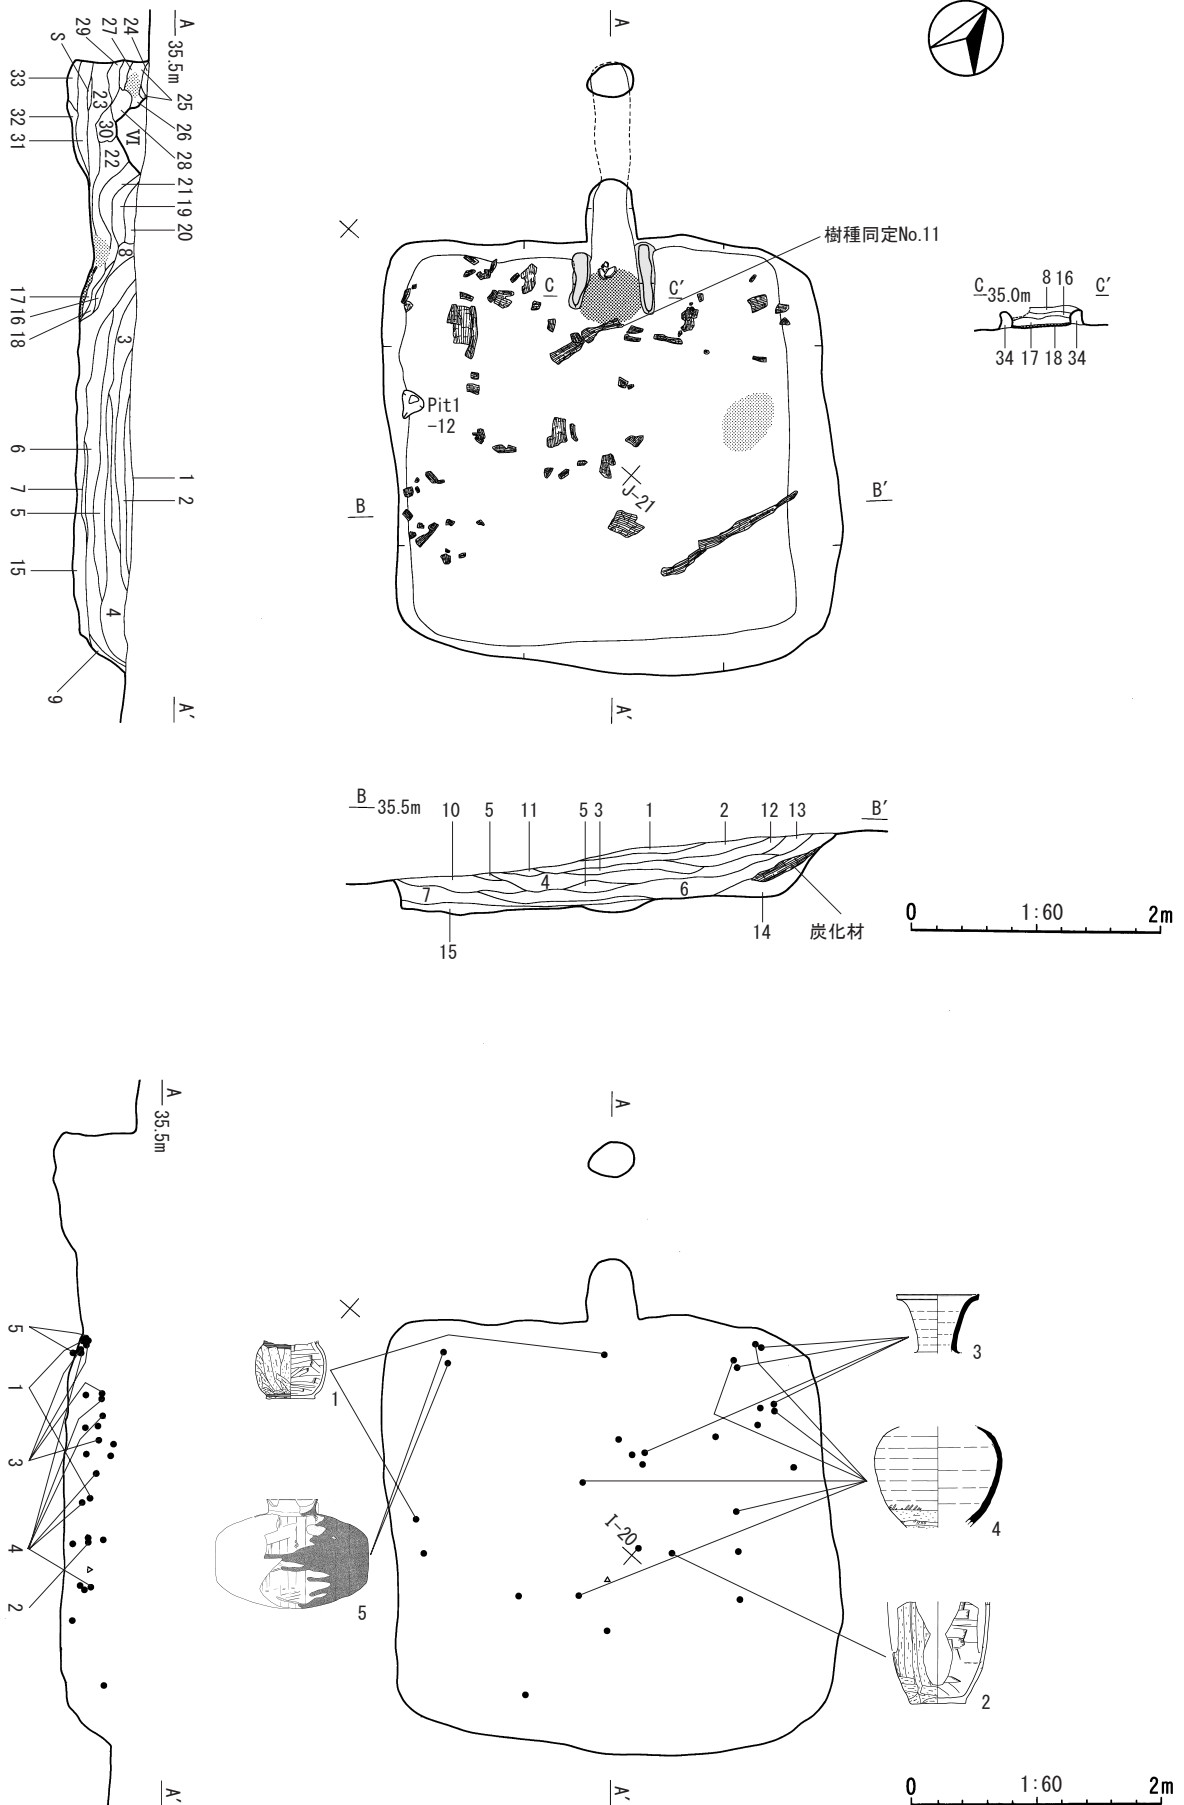 A 35.5m
24
27
29
S
33
32
31
23
30
22
VI
25
26
28
21
19
20
8
17
16
18
3
6
7
5
15
1
2
4
9
A′
A
樹種同定No.11
C
C′
Pit1
-12
J-21
B
B′
A′
C 35.0m
8 16
C′
34 17 18 34
B 35.5m
10 5 11 5 3 1 2 12 13
B′
7 4 6
15
14
炭化材
0 1:60 2m
A 35.5m
5
1
3
4
2
A′
A
1
5
I-20
3
4
2
A′
0 1:60 2m